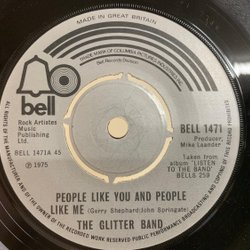 MADE IN GREAT BRITAIN
TRADE MARK OF COLUMBIA PICTURES INDUSTRIES, INC.
Bell Records Division
bell
Rock Artistes
Music
Publishing
Ltd.
BELL 1471A 45
℗ 1975
BELL 1471
Producer,
Mike
Leander
Taken from
album 'LISTEN
TO THE BAND'
BELLS 259
PEOPLE LIKE YOU AND PEOPLE
LIKE ME (Gerry Shephard/John Springate)
THE GLITTER BAND
ALL RIGHTS OF THE MANUFACTURER AND OF THE OWNER OF THE RECORDED WORK RESERVED UNAUTHORISED PUBLIC PERFORMANCE BROADCASTING AND COPYING OF THIS RECORD PROHIBITED